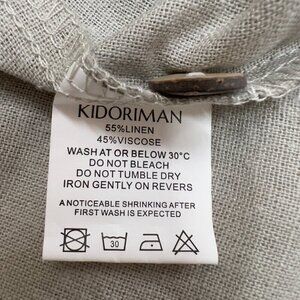 KIDORIMAN
55%LINEN
45%VISCOSE
WASH AT OR BELOW 30°C
DO NOT BLEACH
DO NOT TUMBLE DRY
IRON GENTLY ON REVERS
A NOTICEABLE SHRINKING AFTER
FIRST WASH IS EXPECTED
30